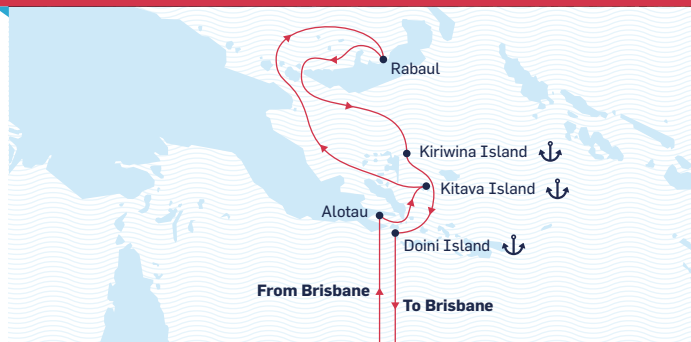 Rabaul
Kiriwina Island
Kitava Island
Alotau
Doini Island
From Brisbane
To Brisbane